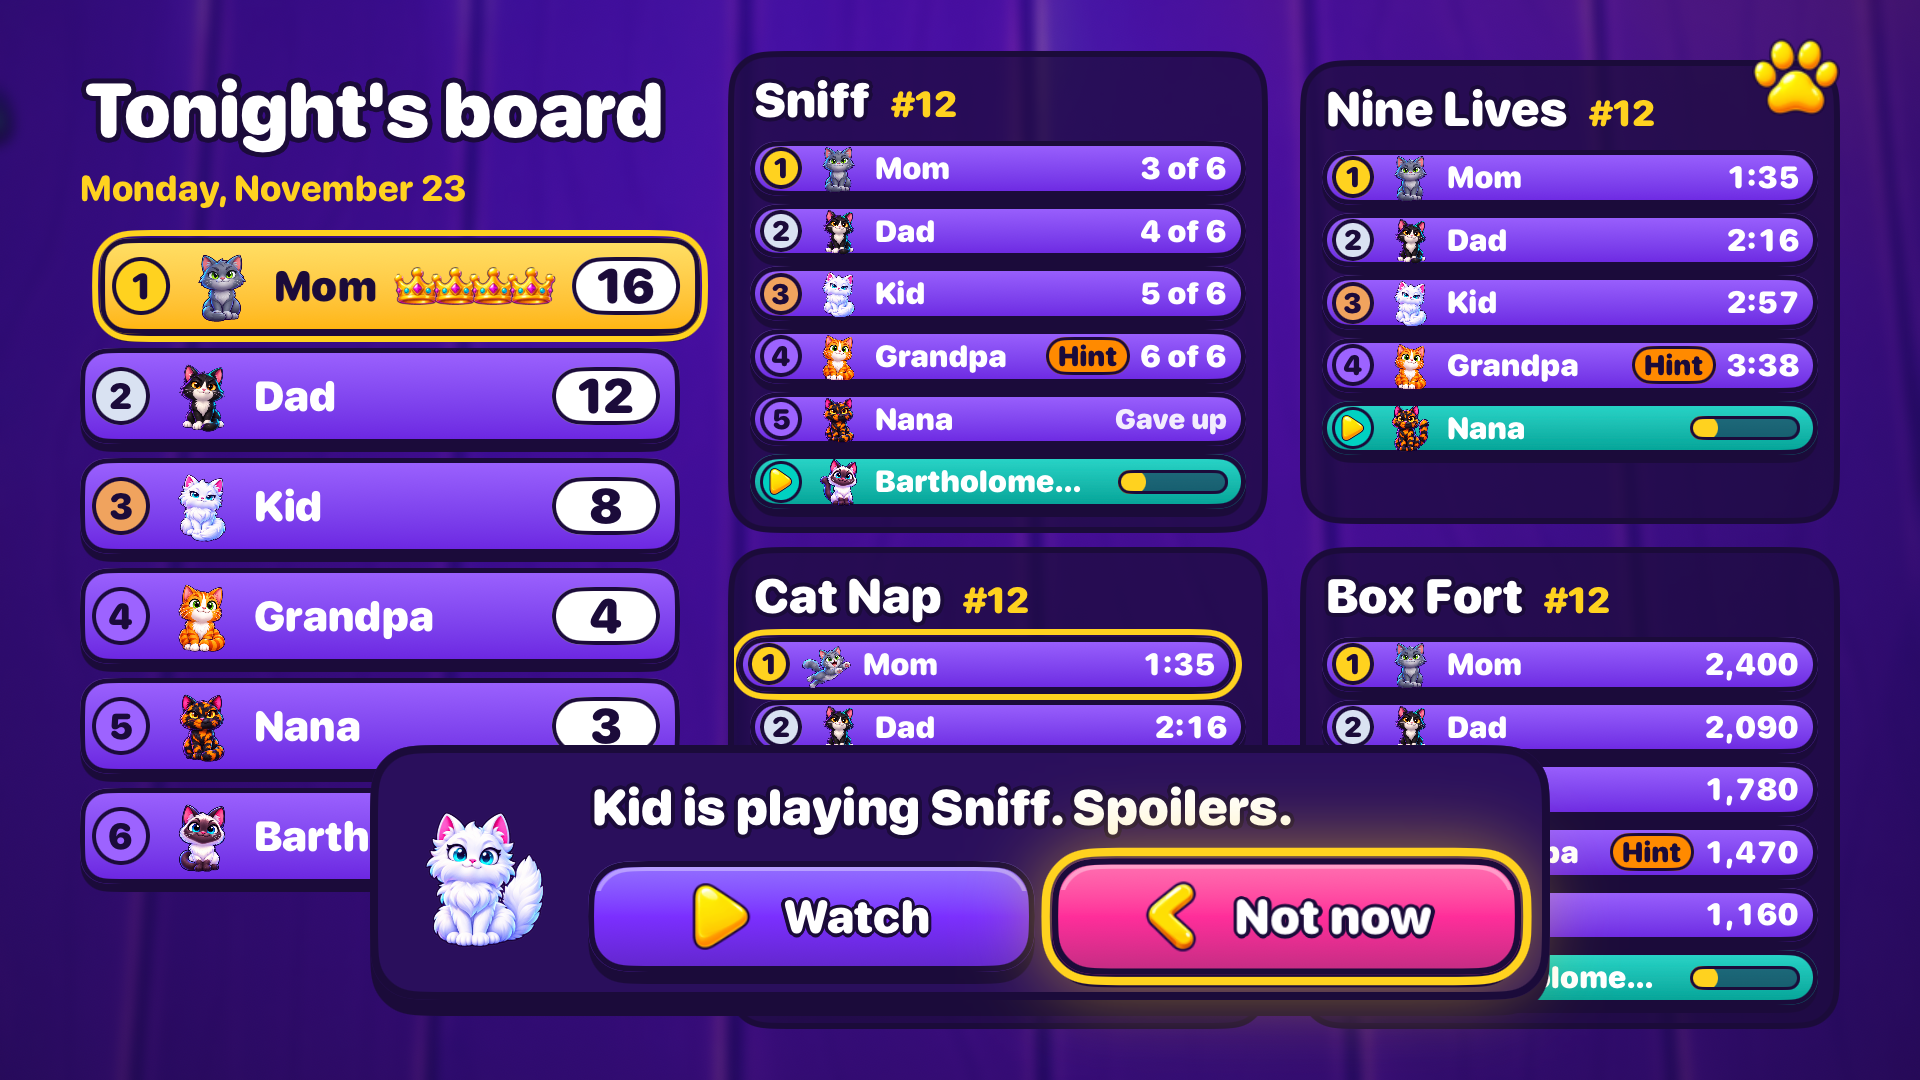 Tonight's board
Monday, November 23
1 Mom 16
2 Dad 12
3 Kid 8
4 Grandpa 4
5 Nana 3
6 Barth
Sniff #12
1 Mom 3 of 6
2 Dad 4 of 6
3 Kid 5 of 6
4 Grandpa Hint 6 of 6
5 Nana Gave up
Bartholome...
Nine Lives #12
1 Mom 1:35
2 Dad 2:16
3 Kid 2:57
4 Grandpa Hint 3:38
Nana
Cat Nap #12
1 Mom 1:35
2 Dad 2:16
Box Fort #12
1 Mom 2,400
2 Dad 2,090
1,780
pa Hint 1,470
1,160
lome...
Kid is playing Sniff. Spoilers.
Watch
Not now